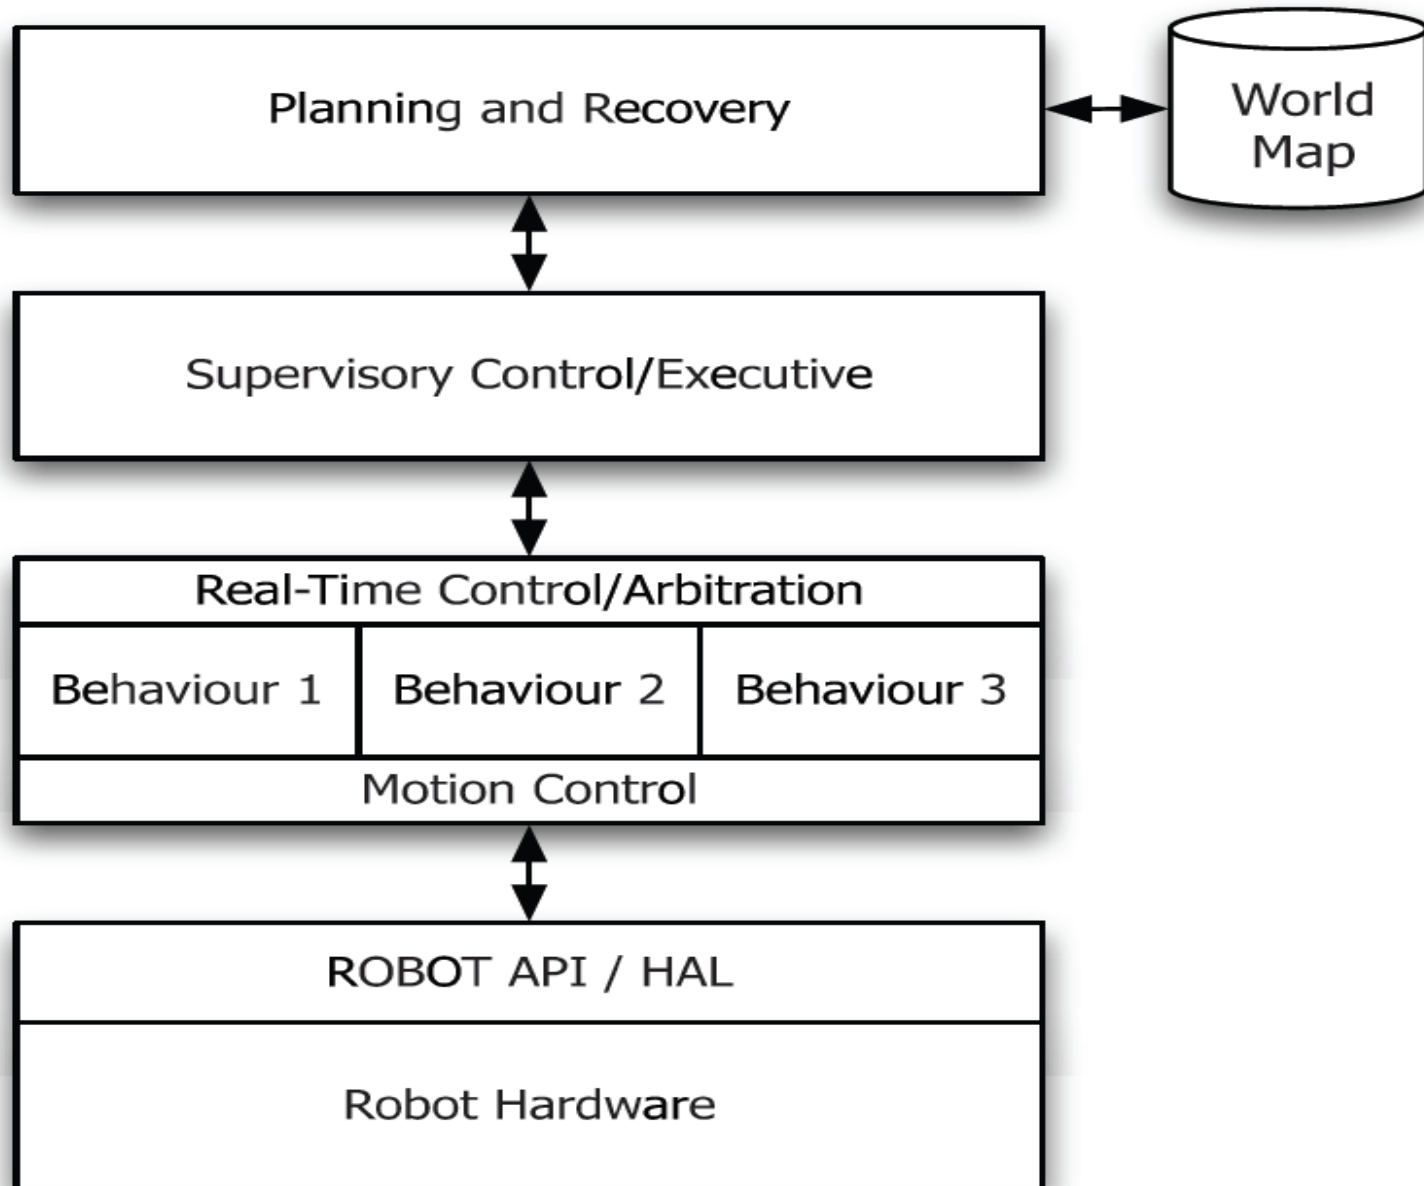 Planning and Recovery
World
Map
Supervisory Control/Executive
Real-Time Control/Arbitration
Behaviour 1
Behaviour 2
Behaviour 3
Motion Control
ROBOT API / HAL
Robot Hardware